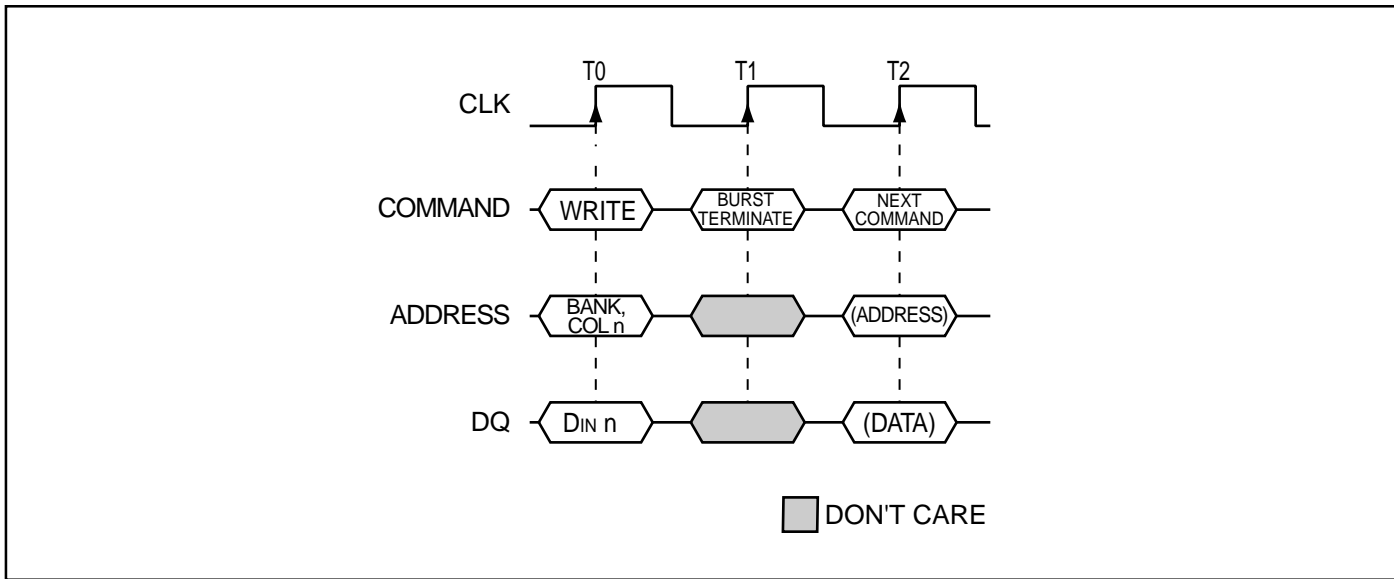 T0 T1 T2
CLK
COMMAND WRITE BURST TERMINATE NEXT COMMAND
ADDRESS BANK, COL n (ADDRESS)
DQ DIN n (DATA)
DON'T CARE